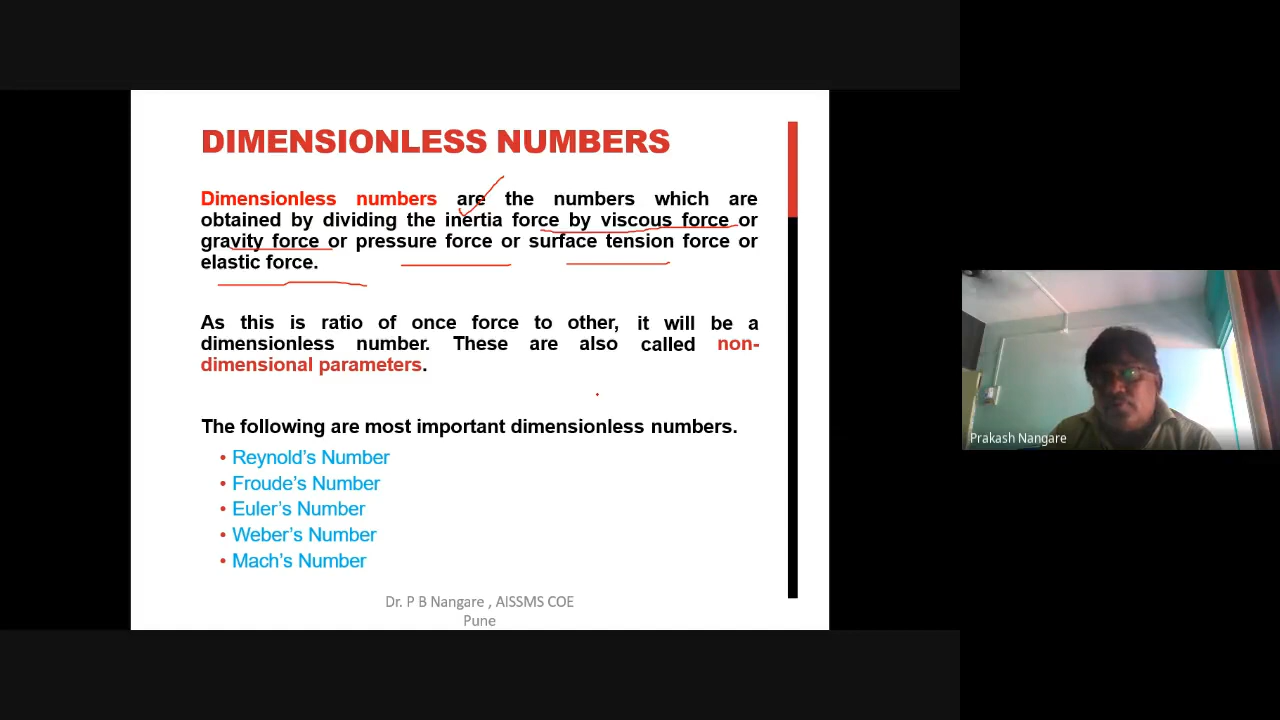 DIMENSIONLESS NUMBERS
Dimensionless numbers are the numbers which are
obtained by dividing the inertia force by viscous force or
gravity force or pressure force or surface tension force or
elastic force.
As this is ratio of once force to other, it will be a
dimensionless number. These are also called non-
dimensional parameters.
The following are most important dimensionless numbers.
• Reynold's Number
• Froude's Number
• Euler's Number
• Weber's Number
• Mach's Number
Dr. P B Nangare , AISSMS COE
Pune
Prakash Nangare